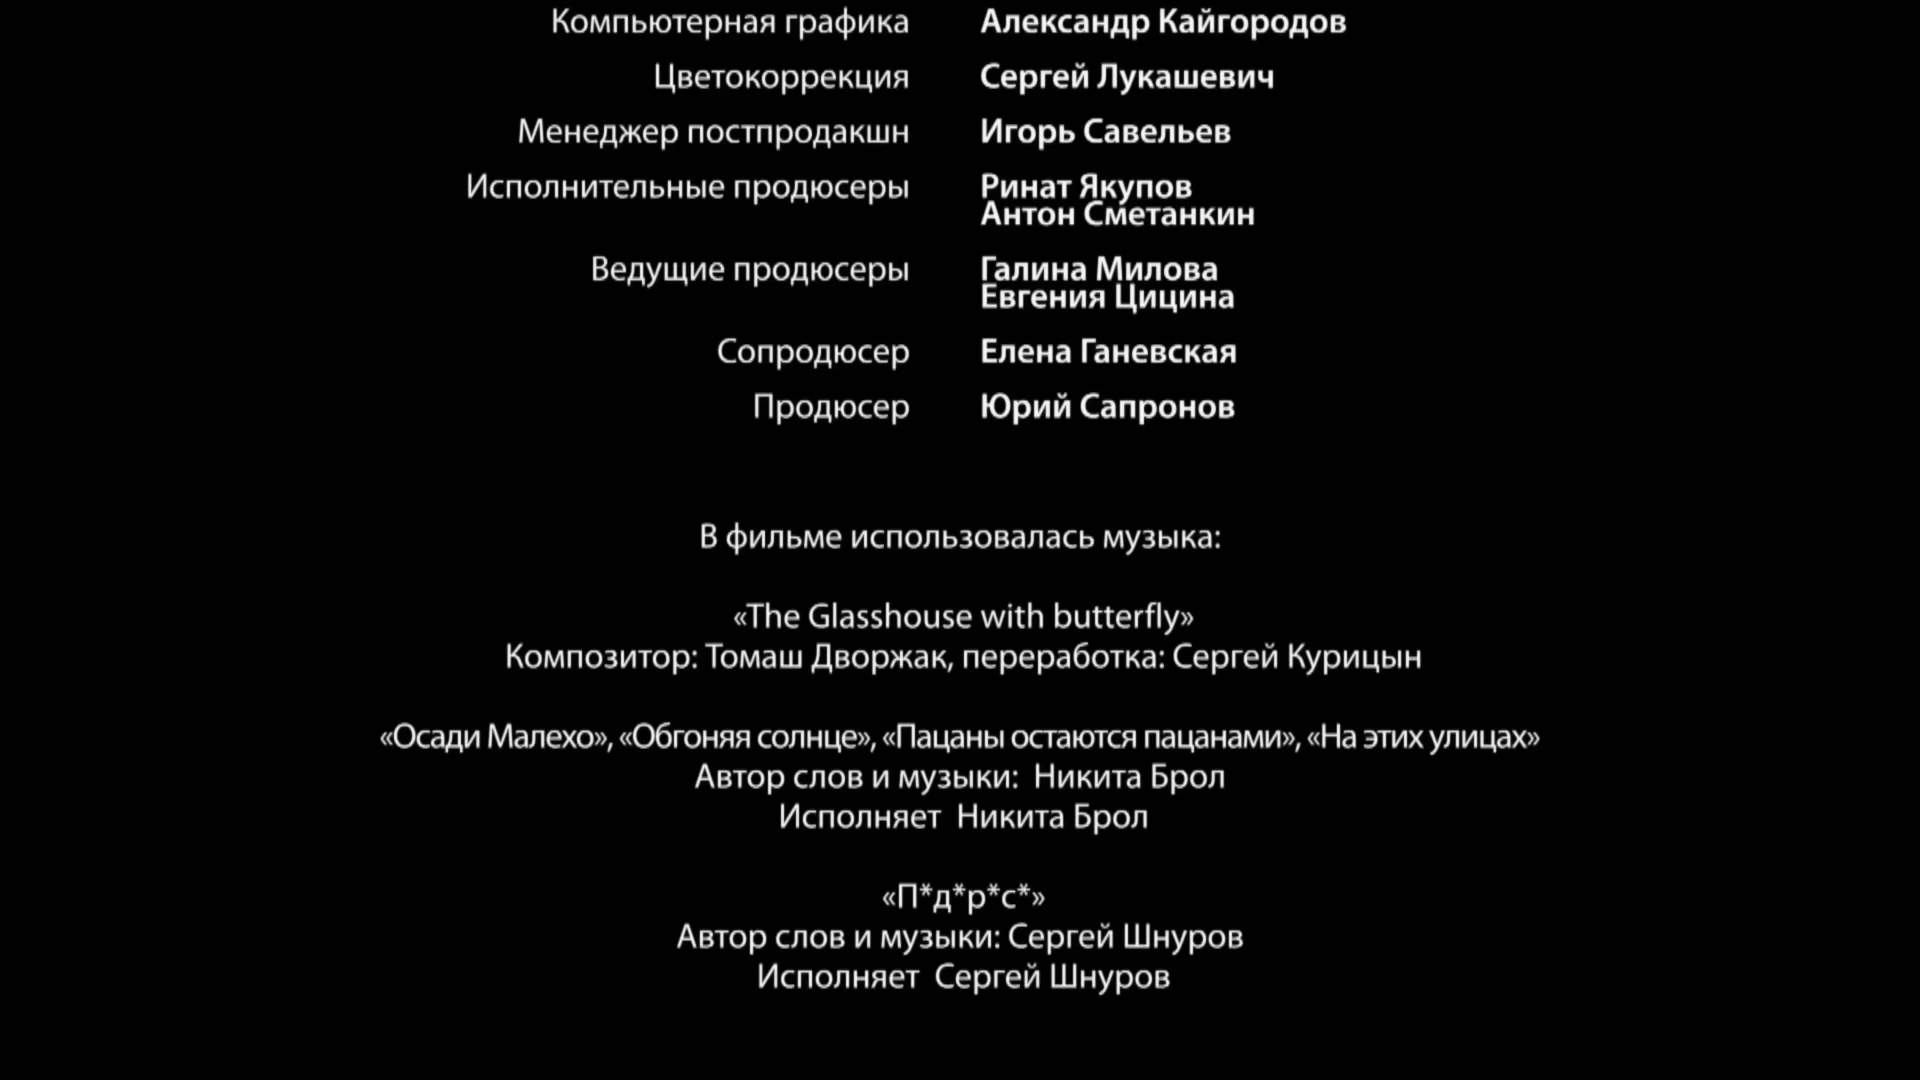 Компьютерная графика Александр Кайгородов
Цветокоррекция Сергей Лукашевич
Менеджер постпродакшн Игорь Савельев
Исполнительные продюсеры Ринат Якупов
Антон Сметанкин
Ведущие продюсеры Галина Милова
Евгения Цицина
Сопродюсер Елена Ганевская
Продюсер Юрий Сапронов
В фильме использовалась музыка:
«The Glasshouse with butterfly»
Композитор: Томаш Дворжак, переработка: Сергей Курицын
«Осади Малехо», «Обгоняя солнце», «Пацаны остаются пацанами», «На этих улицах»
Автор слов и музыки: Никита Брол
Исполняет Никита Брол
«П*д*р*с*»
Автор слов и музыки: Сергей Шнуров
Исполняет Сергей Шнуров